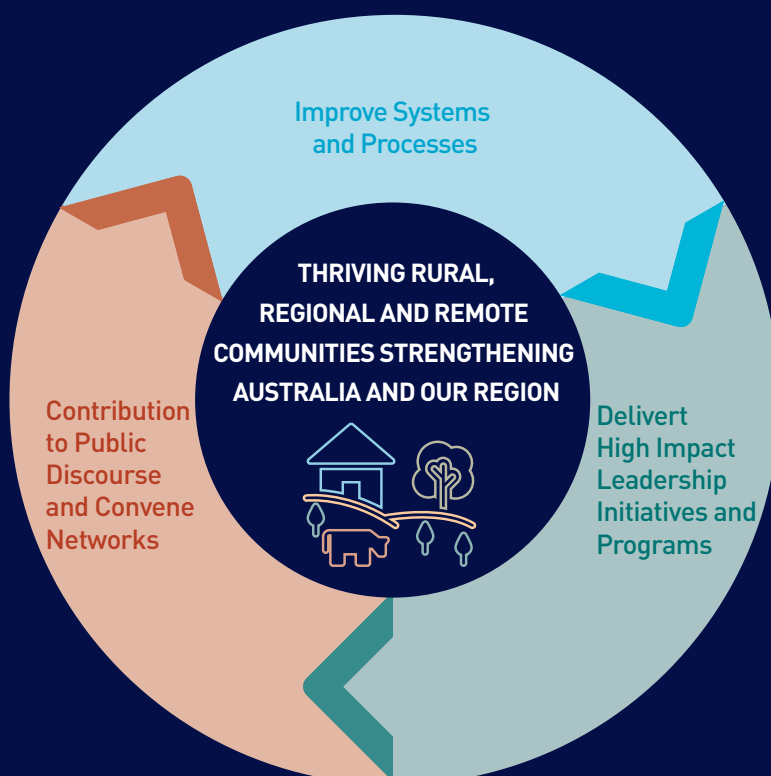 Improve Systems
and Processes
THRIVING RURAL,
REGIONAL AND REMOTE
COMMUNITIES STRENGTHENING
AUSTRALIA AND OUR REGION
Contribution
to Public
Discourse
and Convene
Networks
Delivert
High Impact
Leadership
Initiatives and
Programs